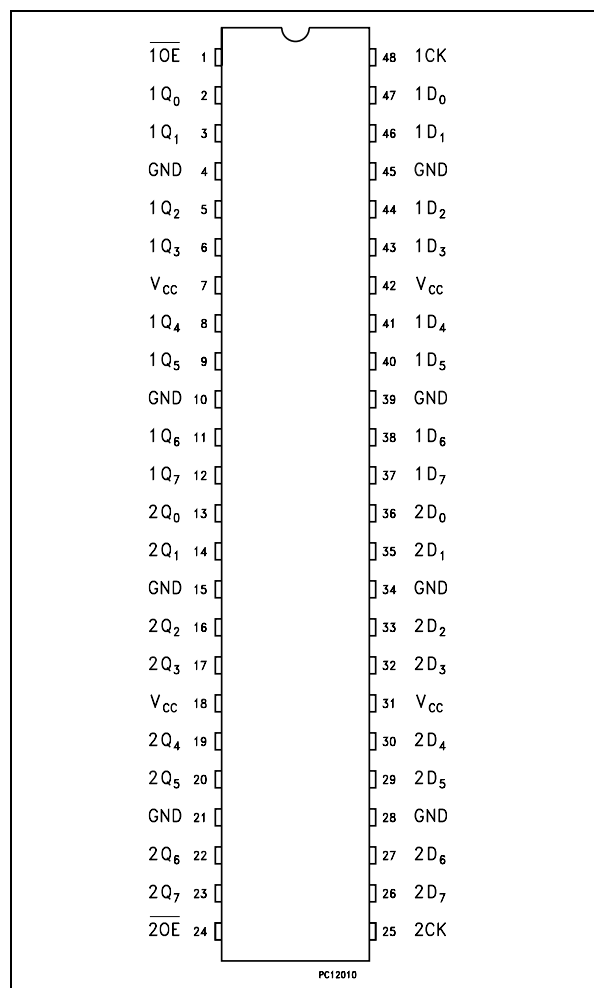 1OE 1 48 1CK
1Q0 2 47 1D0
1Q1 3 46 1D1
GND 4 45 GND
1Q2 5 44 1D2
1Q3 6 43 1D3
VCC 7 42 VCC
1Q4 8 41 1D4
1Q5 9 40 1D5
GND 10 39 GND
1Q6 11 38 1D6
1Q7 12 37 1D7
2Q0 13 36 2D0
2Q1 14 35 2D1
GND 15 34 GND
2Q2 16 33 2D2
2Q3 17 32 2D3
VCC 18 31 VCC
2Q4 19 30 2D4
2Q5 20 29 2D5
GND 21 28 GND
2Q6 22 27 2D6
2Q7 23 26 2D7
2OE 24 25 2CK
PC12010